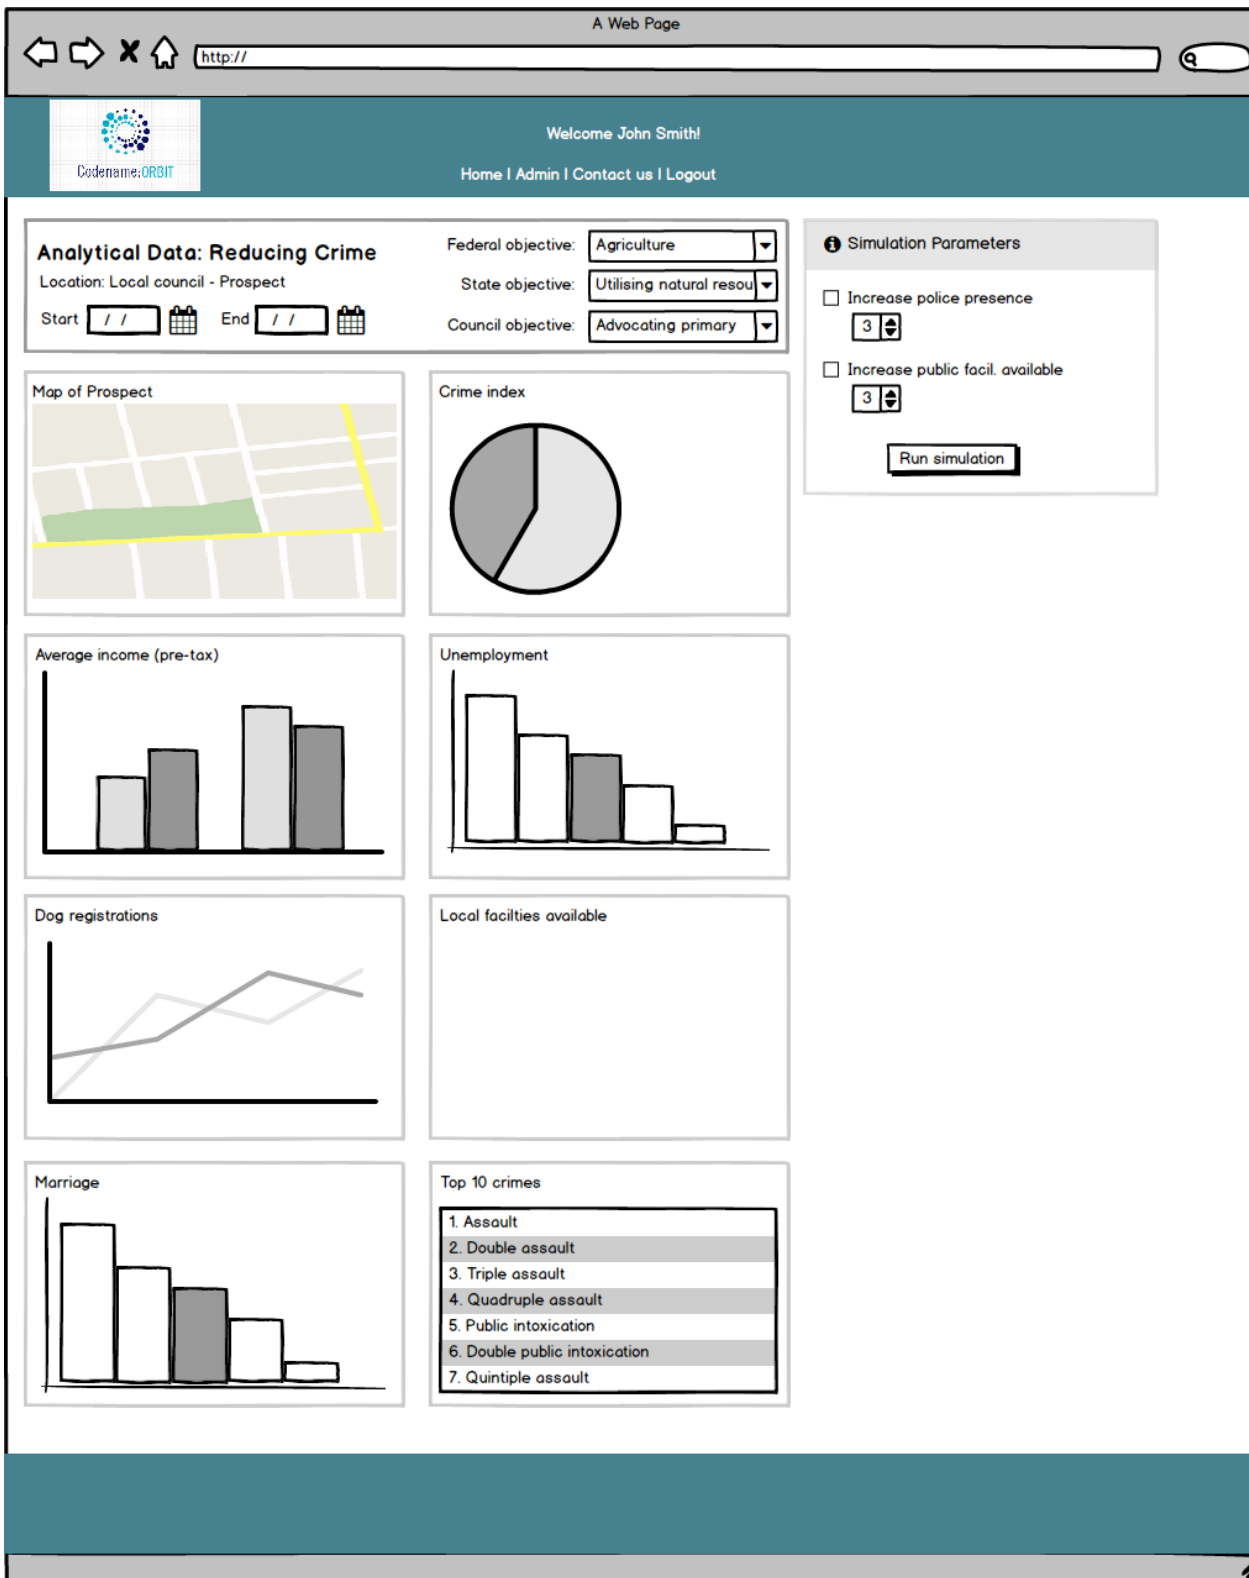 A Web Page
http://
Codename:ORBIT
Welcome John Smith!
Home | Admin | Contact us | Logout
Analytical Data: Reducing Crime
Location: Local council - Prospect
Start / / End / /
Federal objective: Agriculture
State objective: Utilising natural resou
Council objective: Advocating primary
Simulation Parameters
Increase police presence
3
Increase public facil. available
3
Run simulation
Map of Prospect
Crime index
Average income (pre-tax)
Unemployment
Dog registrations
Local facilties available
Marriage
Top 10 crimes
1. Assault
2. Double assault
3. Triple assault
4. Quadruple assault
5. Public intoxication
6. Double public intoxication
7. Quintiple assault